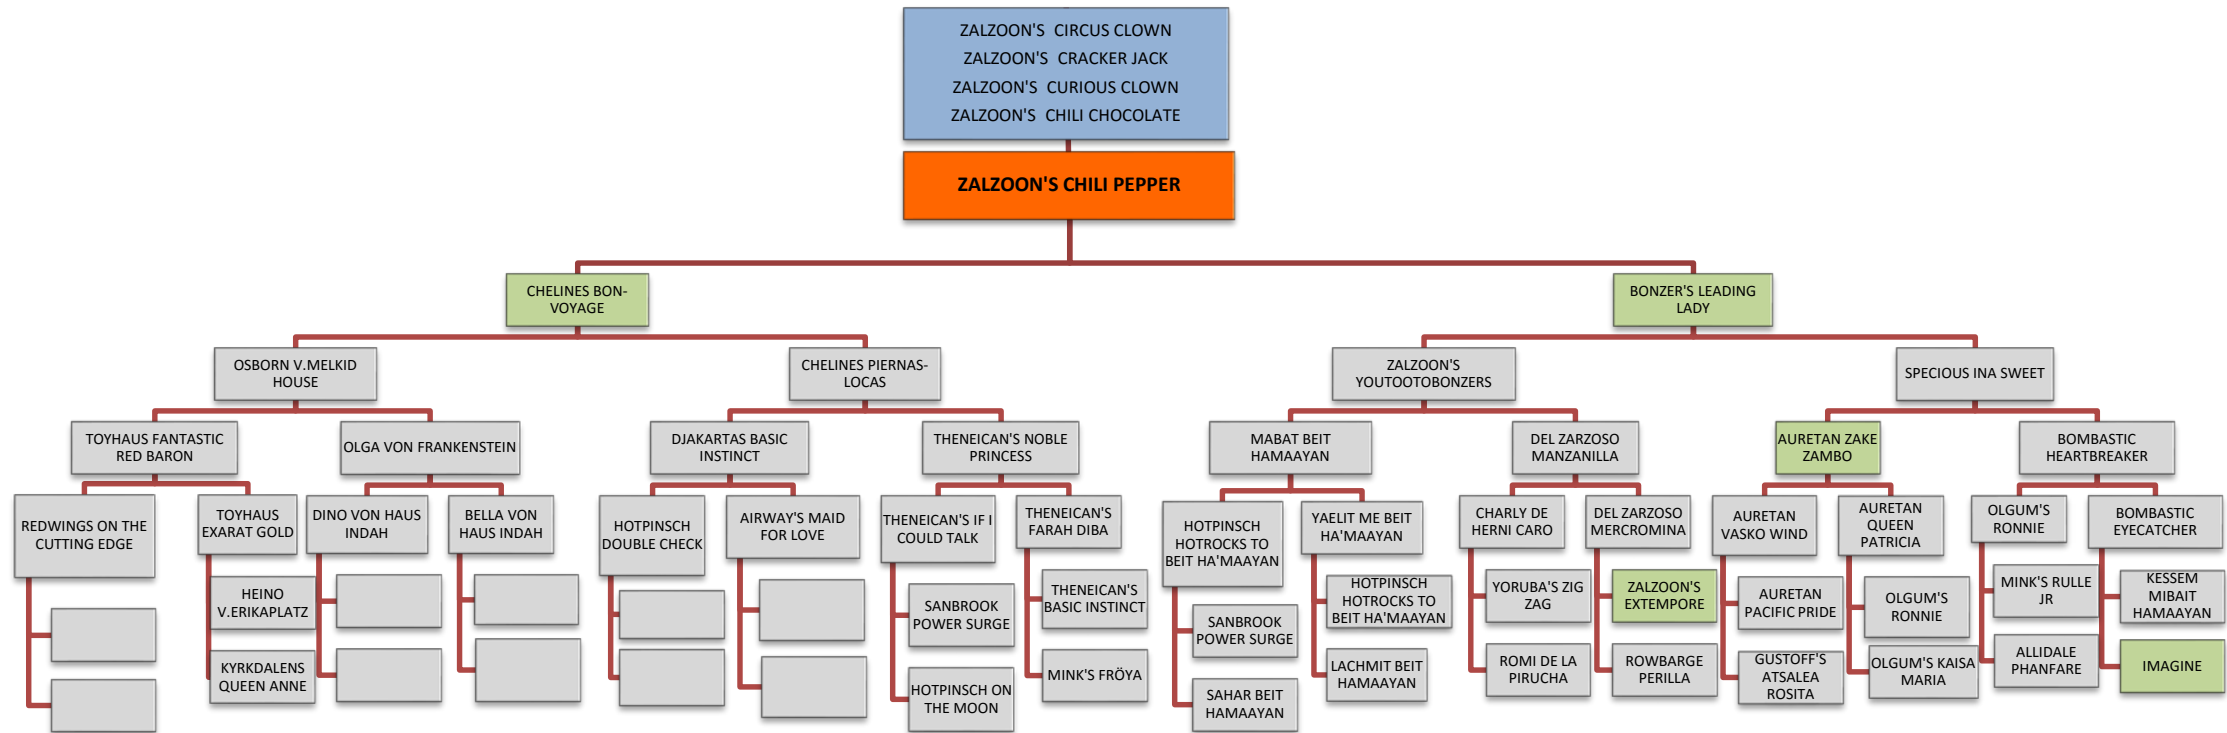 ZALZOON'S  CIRCUS CLOWN
ZALZOON'S  CRACKER JACK
ZALZOON'S  CURIOUS CLOWN
ZALZOON'S  CHILI CHOCOLATE
ZALZOON'S CHILI PEPPER
CHELINES BON-
VOYAGE
BONZER'S LEADING
LADY
OSBORN V.MELKID
HOUSE
CHELINES PIERNAS-
LOCAS
ZALZOON'S
YOUTOOTOBONZERS
SPECIOUS INA SWEET
TOYHAUS FANTASTIC
RED BARON
OLGA VON FRANKENSTEIN
DJAKARTAS BASIC
INSTINCT
THENEICAN'S NOBLE
PRINCESS
MABAT BEIT
HAMAAYAN
DEL ZARZOSO
MANZANILLA
AURETAN ZAKE
ZAMBO
BOMBASTIC
HEARTBREAKER
REDWINGS ON THE
CUTTING EDGE
TOYHAUS
EXARAT GOLD
DINO VON HAUS
INDAH
BELLA VON
HAUS INDAH
HOTPINSCH
DOUBLE CHECK
AIRWAY'S MAID
FOR LOVE
THENEICAN'S IF I
COULD TALK
THENEICAN'S
FARAH DIBA
HOTPINSCH
HOTROCKS TO
BEIT HA'MAAYAN
YAELIT ME BEIT
HA'MAAYAN
CHARLY DE
HERNI CARO
DEL ZARZOSO
MERCROMINA
AURETAN
VASKO WIND
AURETAN
QUEEN
PATRICIA
OLGUM'S
RONNIE
BOMBASTIC
EYECATCHER
HEINO
V.ERIKAPLATZ
KYRKDALENS
QUEEN ANNE
SANBROOK
POWER SURGE
HOTPINSCH ON
THE MOON
THENEICAN'S
BASIC INSTINCT
MINK'S FRÖYA
SANBROOK
POWER SURGE
SAHAR BEIT
HAMAAYAN
HOTPINSCH
HOTROCKS TO
BEIT HA'MAAYAN
LACHMIT BEIT
HAMAAYAN
YORUBA'S ZIG
ZAG
ROMI DE LA
PIRUCHA
ZALZOON'S
EXTEMPORE
ROWBARGE
PERILLA
AURETAN
PACIFIC PRIDE
GUSTOFF'S
ATSALEA
ROSITA
OLGUM'S
RONNIE
OLGUM'S KAISA
MARIA
MINK'S RULLE
JR
ALLIDALE
PHANFARE
KESSEM
MIBAIT
HAMAAYAN
IMAGINE